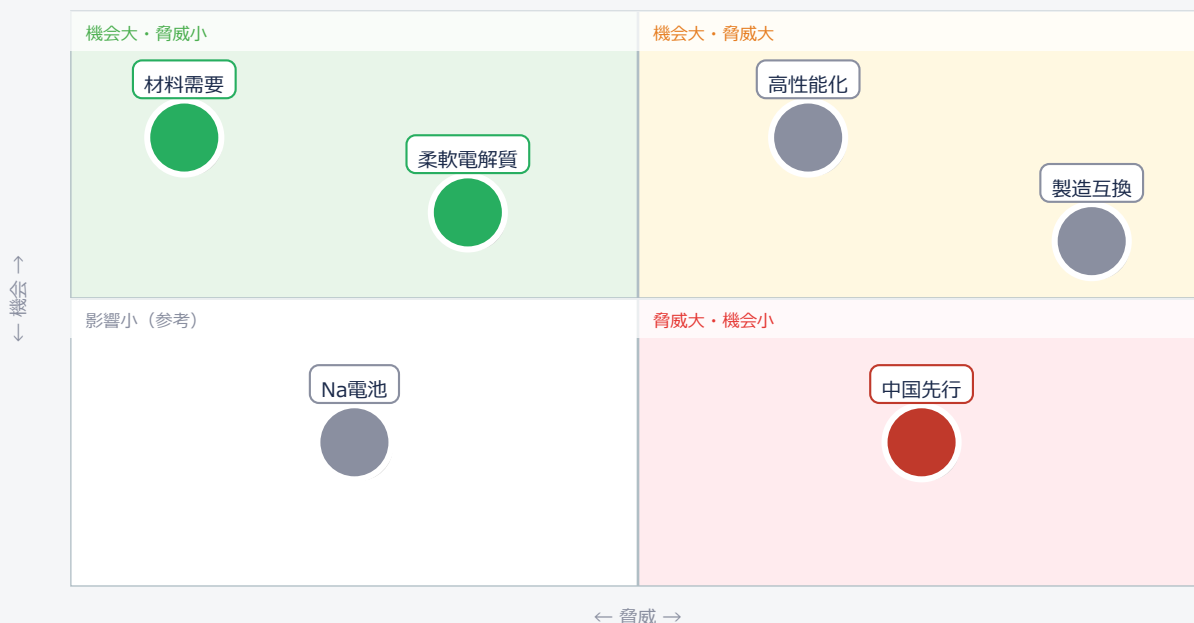 機会大・脅威小
機会大・脅威大
材料需要
高性能化
柔軟電解質
製造互換
← 機会 →
影響小（参考）
脅威大・機会小
Na電池
中国先行
← 脅威 →